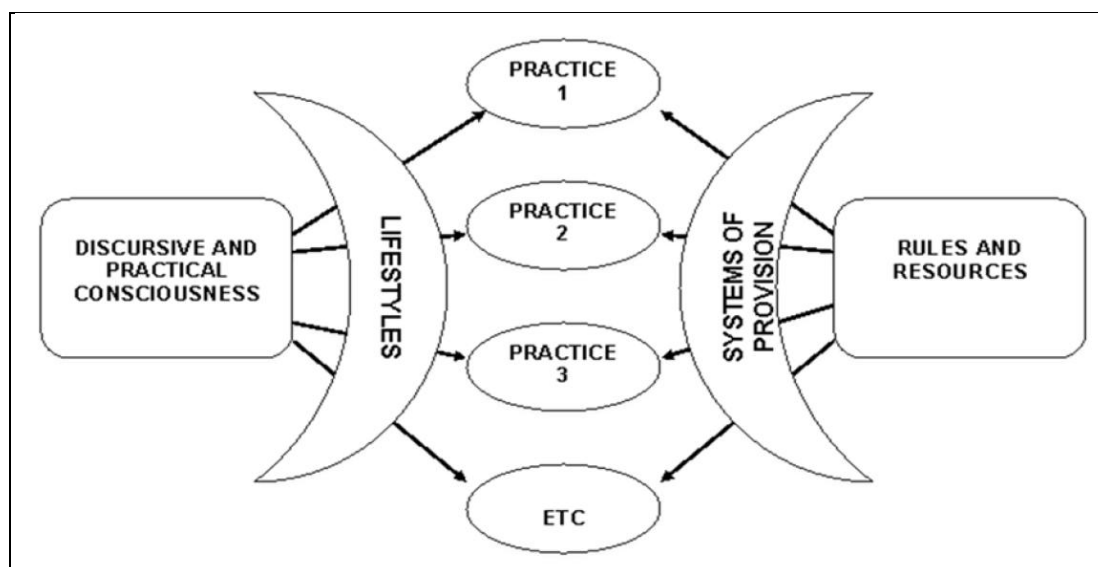 PRACTICE
1
DISCURSIVE AND
PRACTICAL
CONSCIOUSNESS
LIFESTYLES
PRACTICE
2
SYSTEMS OF
PROVISION
RULES AND
RESOURCES
PRACTICE
3
ETC